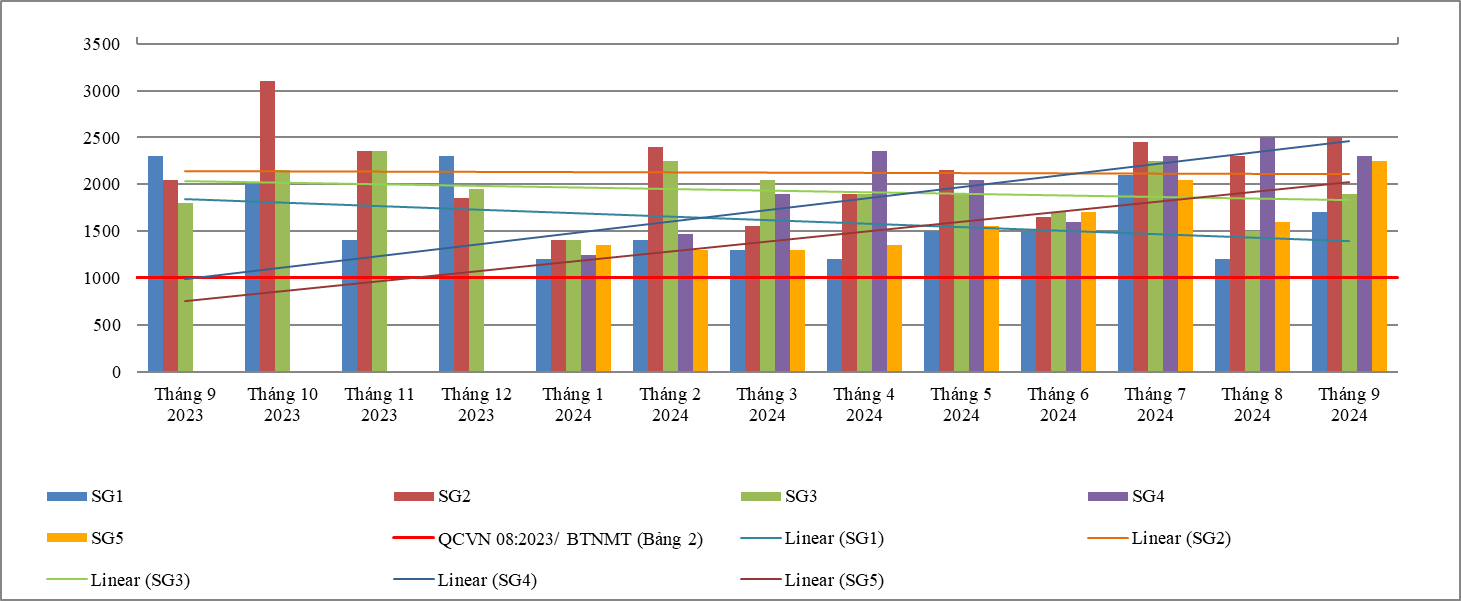 3500
3000
2500
2000
1500
1000
500
0
Tháng 9
2023
Tháng 10
2023
Tháng 11
2023
Tháng 12
2023
Tháng 1
2024
Tháng 2
2024
Tháng 3
2024
Tháng 4
2024
Tháng 5
2024
Tháng 6
2024
Tháng 7
2024
Tháng 8
2024
Tháng 9
2024
SG1
SG2
SG3
SG4
SG5
QCVN 08:2023/ BTNMT (Bảng 2)
Linear (SG1)
Linear (SG2)
Linear (SG3)
Linear (SG4)
Linear (SG5)